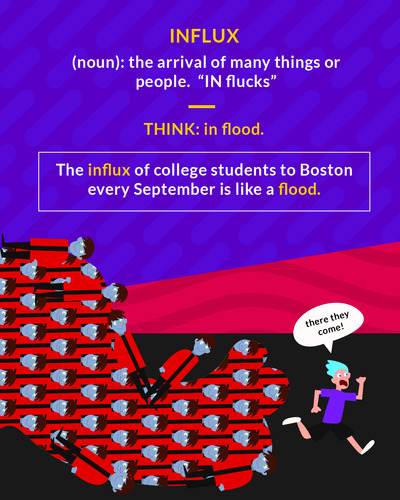 INFLUX
(noun): the arrival of many things or
people. “IN flucks”
THINK: in flood.
The influx of college students to Boston
every September is like a flood.
there they
come!